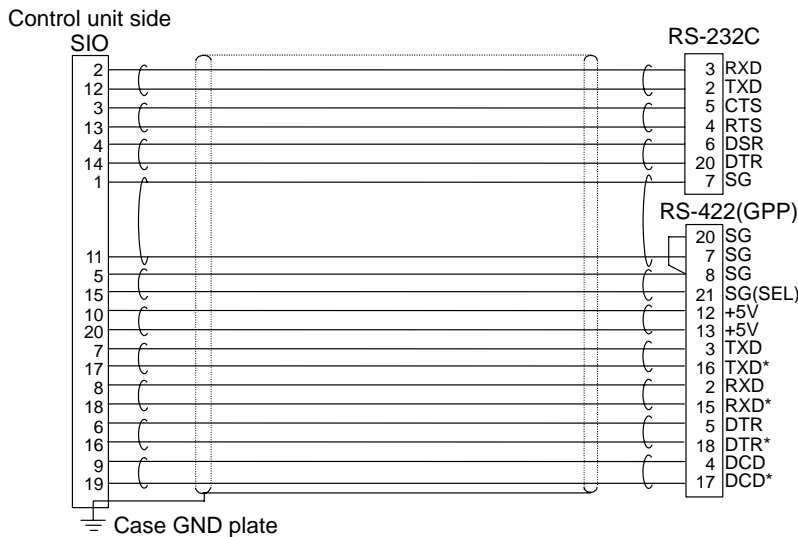 Control unit side
SIO
RS-232C
2 3 RXD
12 2 TXD
3 5 CTS
13 4 RTS
4 6 DSR
14 20 DTR
1 7 SG
RS-422(GPP)
20 SG
11 7 SG
5 8 SG
15 21 SG(SEL)
10 12 +5V
20 13 +5V
7 3 TXD
17 16 TXD*
8 2 RXD
18 15 RXD*
6 5 DTR
16 18 DTR*
9 4 DCD
19 17 DCD*
Case GND plate